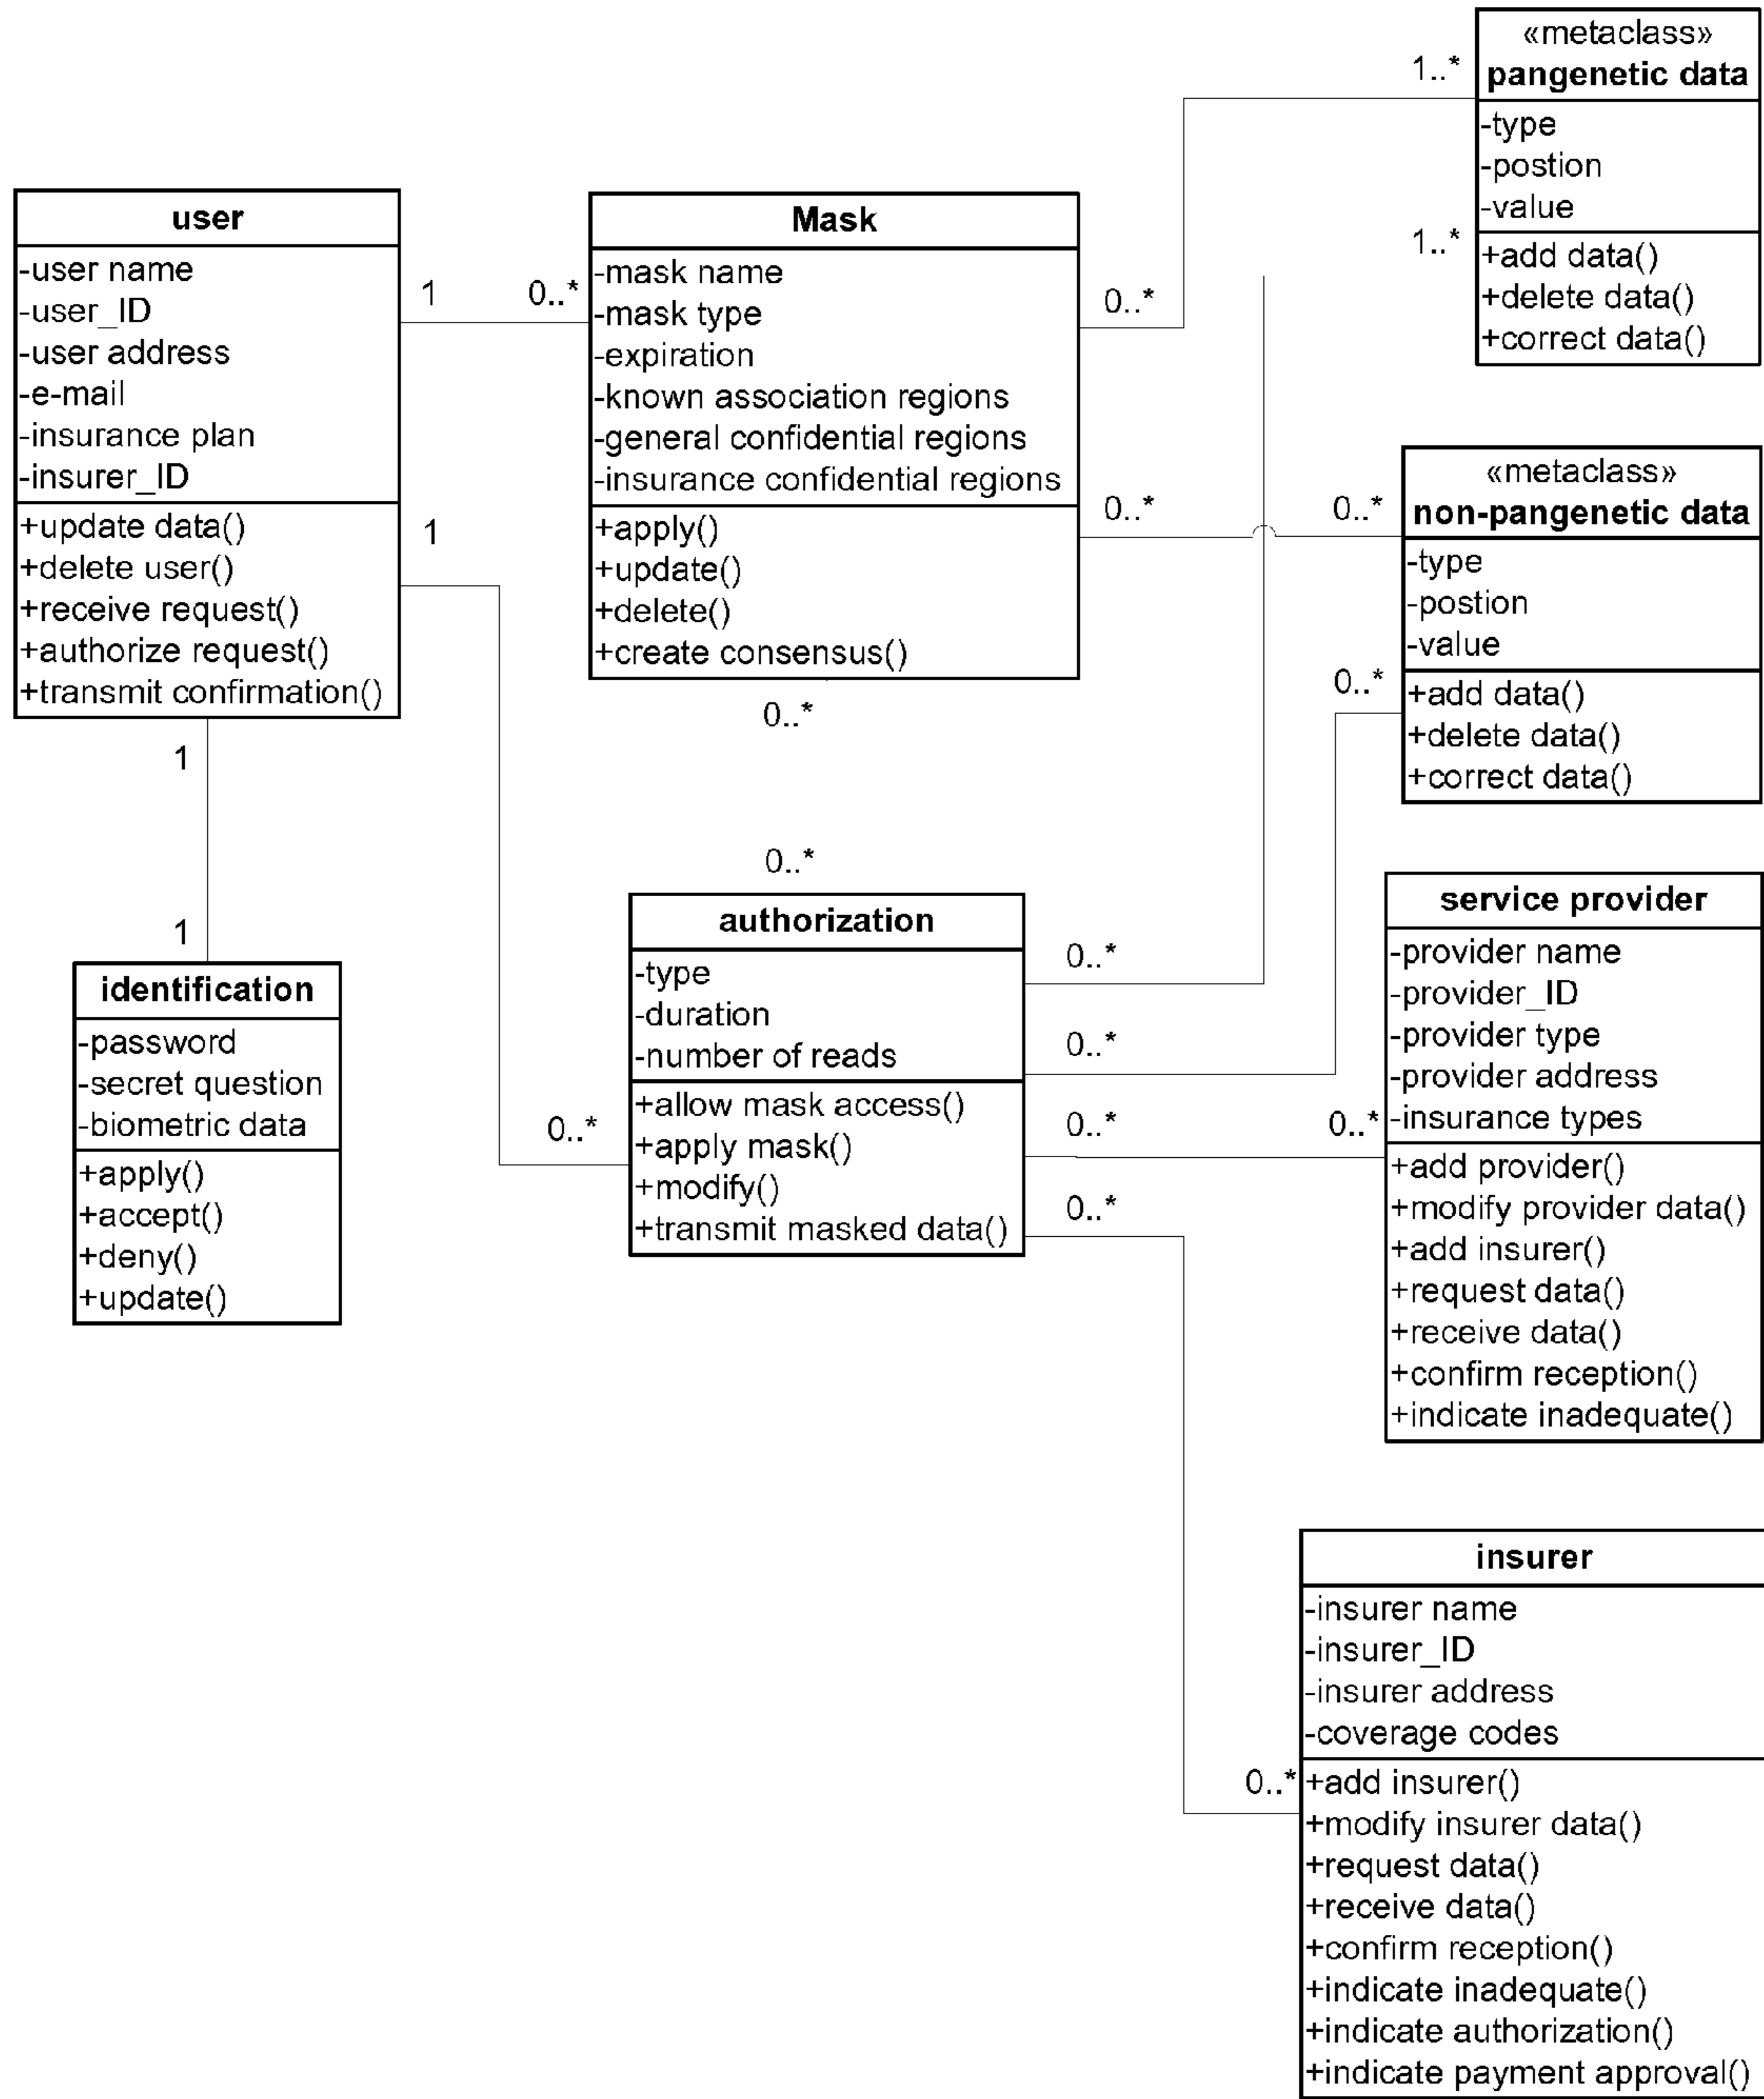 «metaclass»
pangenetic data
-type
-postion
-value
+add data()
+delete data()
+correct data()
1..*
1..*
user
-user name
-user_ID
-user address
-e-mail
-insurance plan
-insurer_ID
+update data()
+delete user()
+receive request()
+authorize request()
+transmit confirmation()
1
0..*
1
1
Mask
-mask name
-mask type
-expiration
-known association regions
-general confidential regions
-insurance confidential regions
+apply()
+update()
+delete()
+create consensus()
0..*
0..*
0..*
0..*
0..*
«metaclass»
non-pangenetic data
-type
-postion
-value
+add data()
+delete data()
+correct data()
1
identification
-password
-secret question
-biometric data
+apply()
+accept()
+deny()
+update()
0..*
0..*
authorization
-type
-duration
-number of reads
+allow mask access()
+apply mask()
+modify()
+transmit masked data()
0..*
0..*
0..*
0..*
0..*
service provider
-provider name
-provider_ID
-provider type
-provider address
-insurance types
+add provider()
+modify provider data()
+add insurer()
+request data()
+receive data()
+confirm reception()
+indicate inadequate()
0..*
insurer
-insurer name
-insurer_ID
-insurer address
-coverage codes
+add insurer()
+modify insurer data()
+request data()
+receive data()
+confirm reception()
+indicate inadequate()
+indicate authorization()
+indicate payment approval()